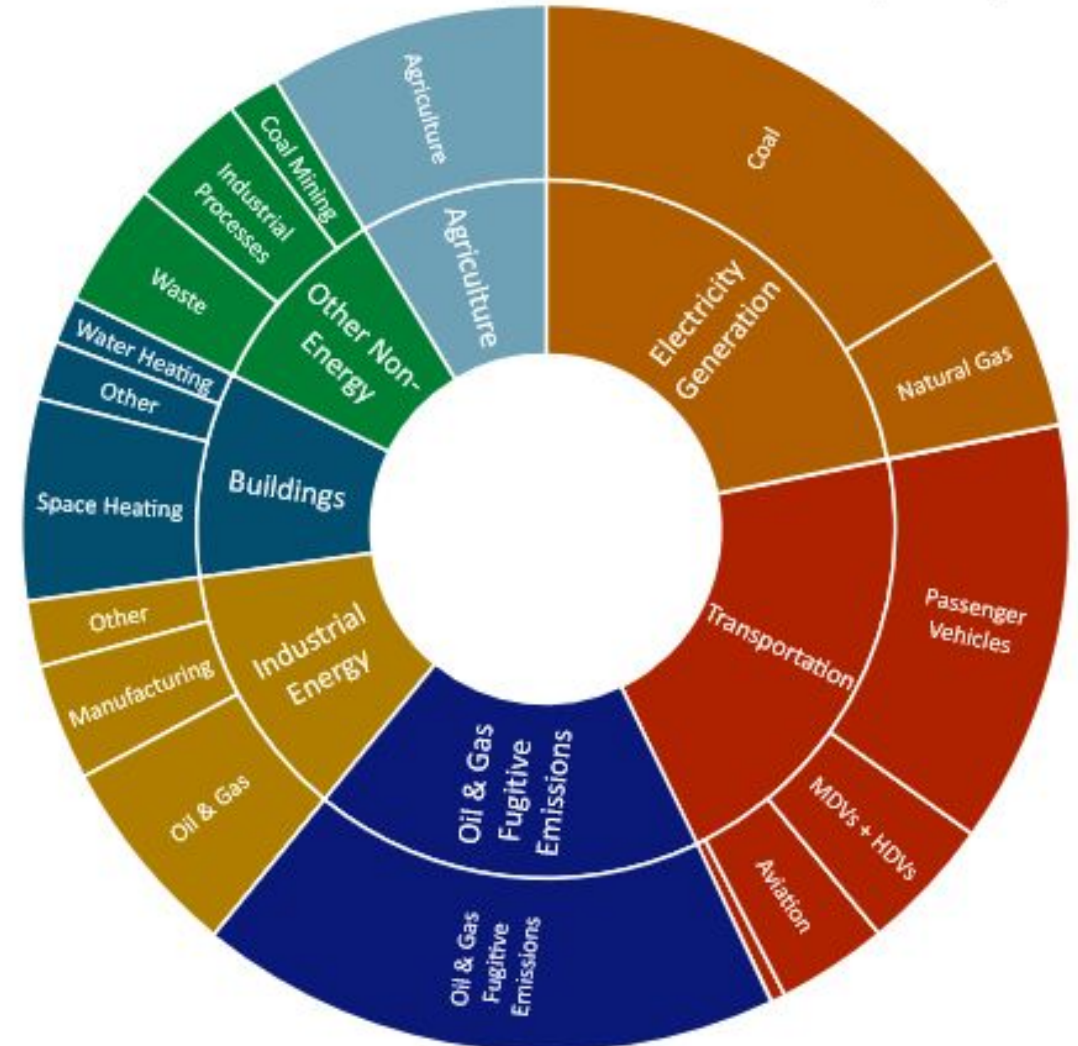 Electricity
Generation
Coal
Natural Gas
Transportation
Passenger
Vehicles
MDVs + HDVs
Aviation
Oil & Gas
Fugitive
Emissions
Oil & Gas
Fugitive
Emissions
Industrial
Energy
Oil & Gas
Manufacturing
Other
Buildings
Space Heating
Other
Water Heating
Other Non-
Energy
Waste
Industrial
Processes
Coal Mining
Agriculture
Agriculture